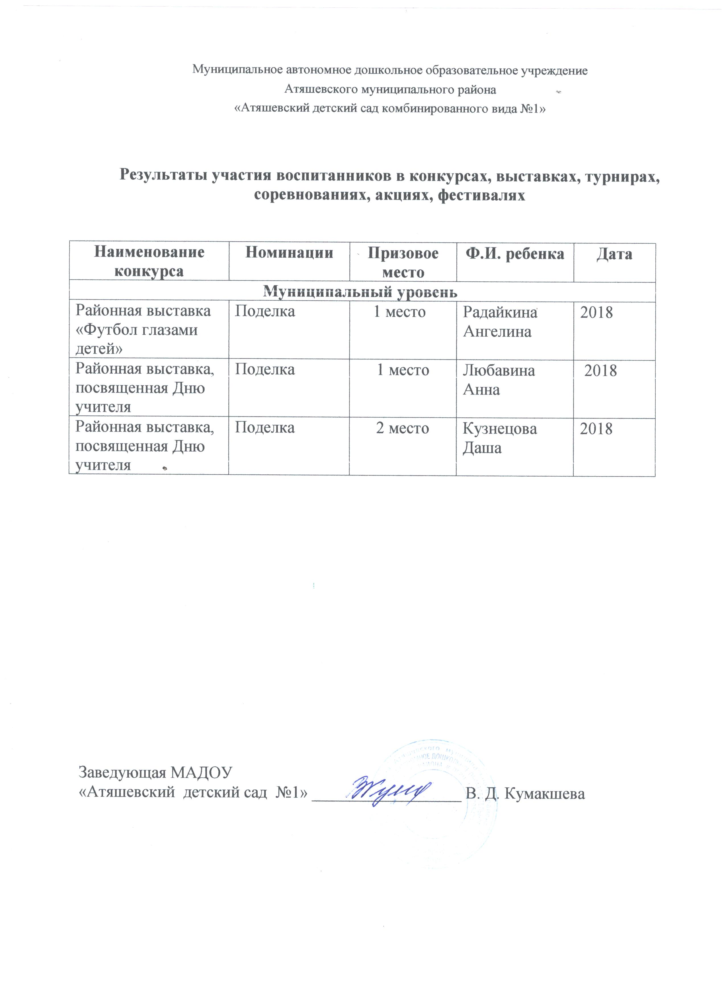 Муниципальное автономное дошкольное образовательное учреждение
Атяшевского муниципального района
«Атяшевский детский сад комбинированного вида №1»
Результаты участия воспитанников в конкурсах, выставках, турнирах,
соревнованиях, акциях, фестивалях
Наименование конкурса Номинации Призовое место Ф.И. ребенка Дата
Муниципальный уровень
Районная выставка Поделка 1 место Радайкина 2018
«Футбол глазами Ангелина
детей»
Районная выставка, Поделка 1 место Любавина 2018
посвященная Дню Анна
учителя
Районная выставка, Поделка 2 место Кузнецова 2018
посвященная Дню Даша
учителя
Заведующая МАДОУ
«Атяшевский детский сад №1» ____________________ В. Д. Кумакшева